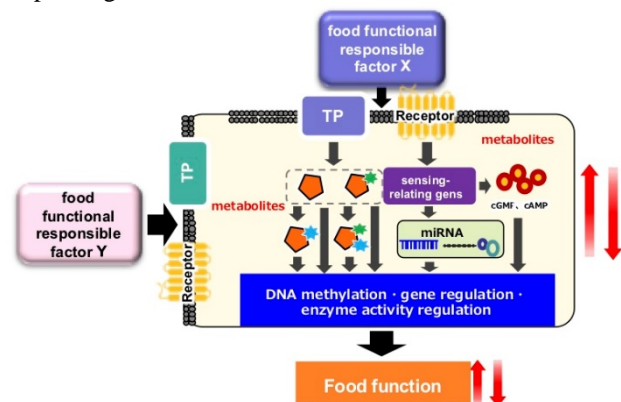 food functional
responsible
factor X
TP
Receptor
metabolites
TP
food
functional
responsible
factor Y
Receptor
metabolites
sensing-
relating gens
cGMF、cAMP
miRNA
DNA methylation・gene regulation・
enzyme activity regulation
Food function